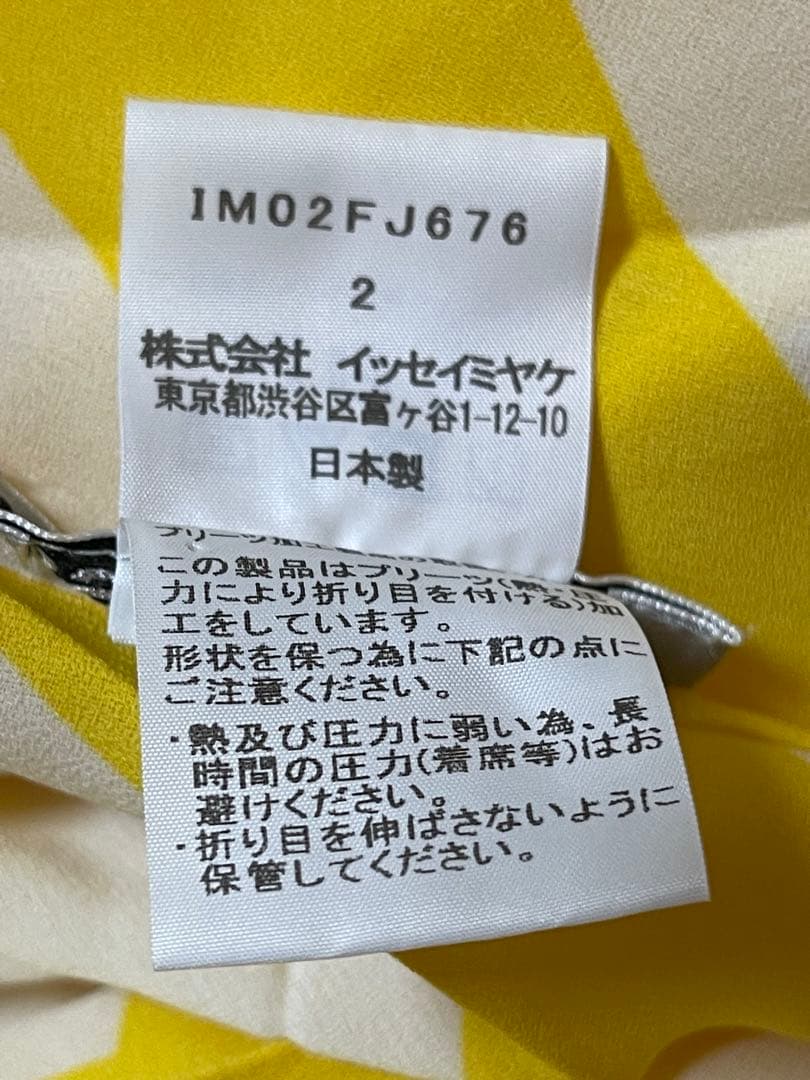 IM02FJ676
2
株式会社 イッセイミヤケ
東京都渋谷区富ヶ谷1-12-10
日本製
プリーツ加工
この製品はプリーツ(熱・圧
力により折り目を付ける)加
工をしています。
形状を保つ為に下記の点に
ご注意ください。
・熱及び圧力に弱い為、長
時間の圧力(着席等)はお
避けください。
・折り目を伸ばさないように
保管してください。